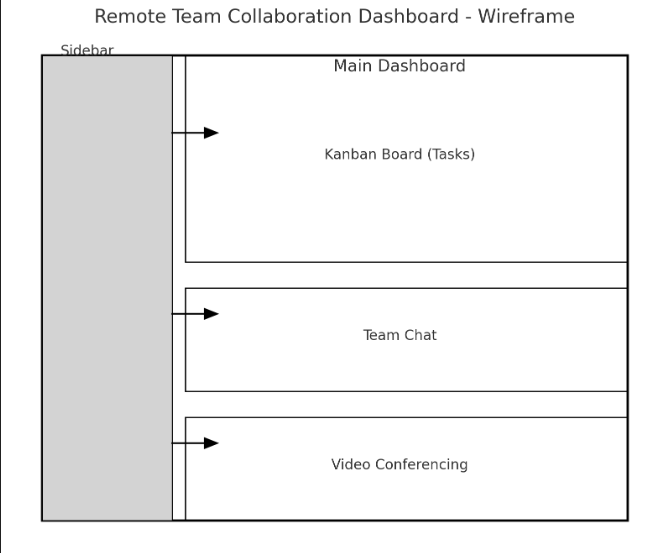 Remote Team Collaboration Dashboard - Wireframe
Sidebar
Main Dashboard
Kanban Board (Tasks)
Team Chat
Video Conferencing